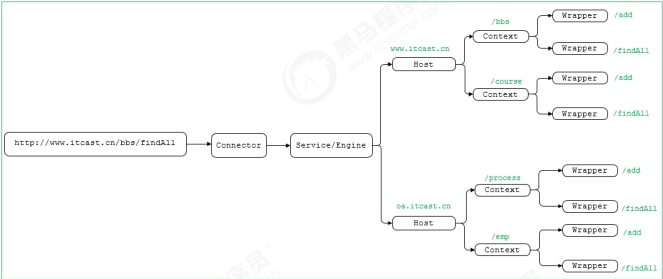 /bbs
Wrapper /add
www.itcast.cn
Context
Host
Wrapper /findAll
/course
Wrapper /add
Context
Wrapper /findAll
http://www.itcast.cn/bbs/findAll
Connector
Service/Engine
/process
Wrapper /add
oa.itcast.cn
Context
Host
Wrapper /findAll
/emp
Wrapper /add
Context
Wrapper /findAll